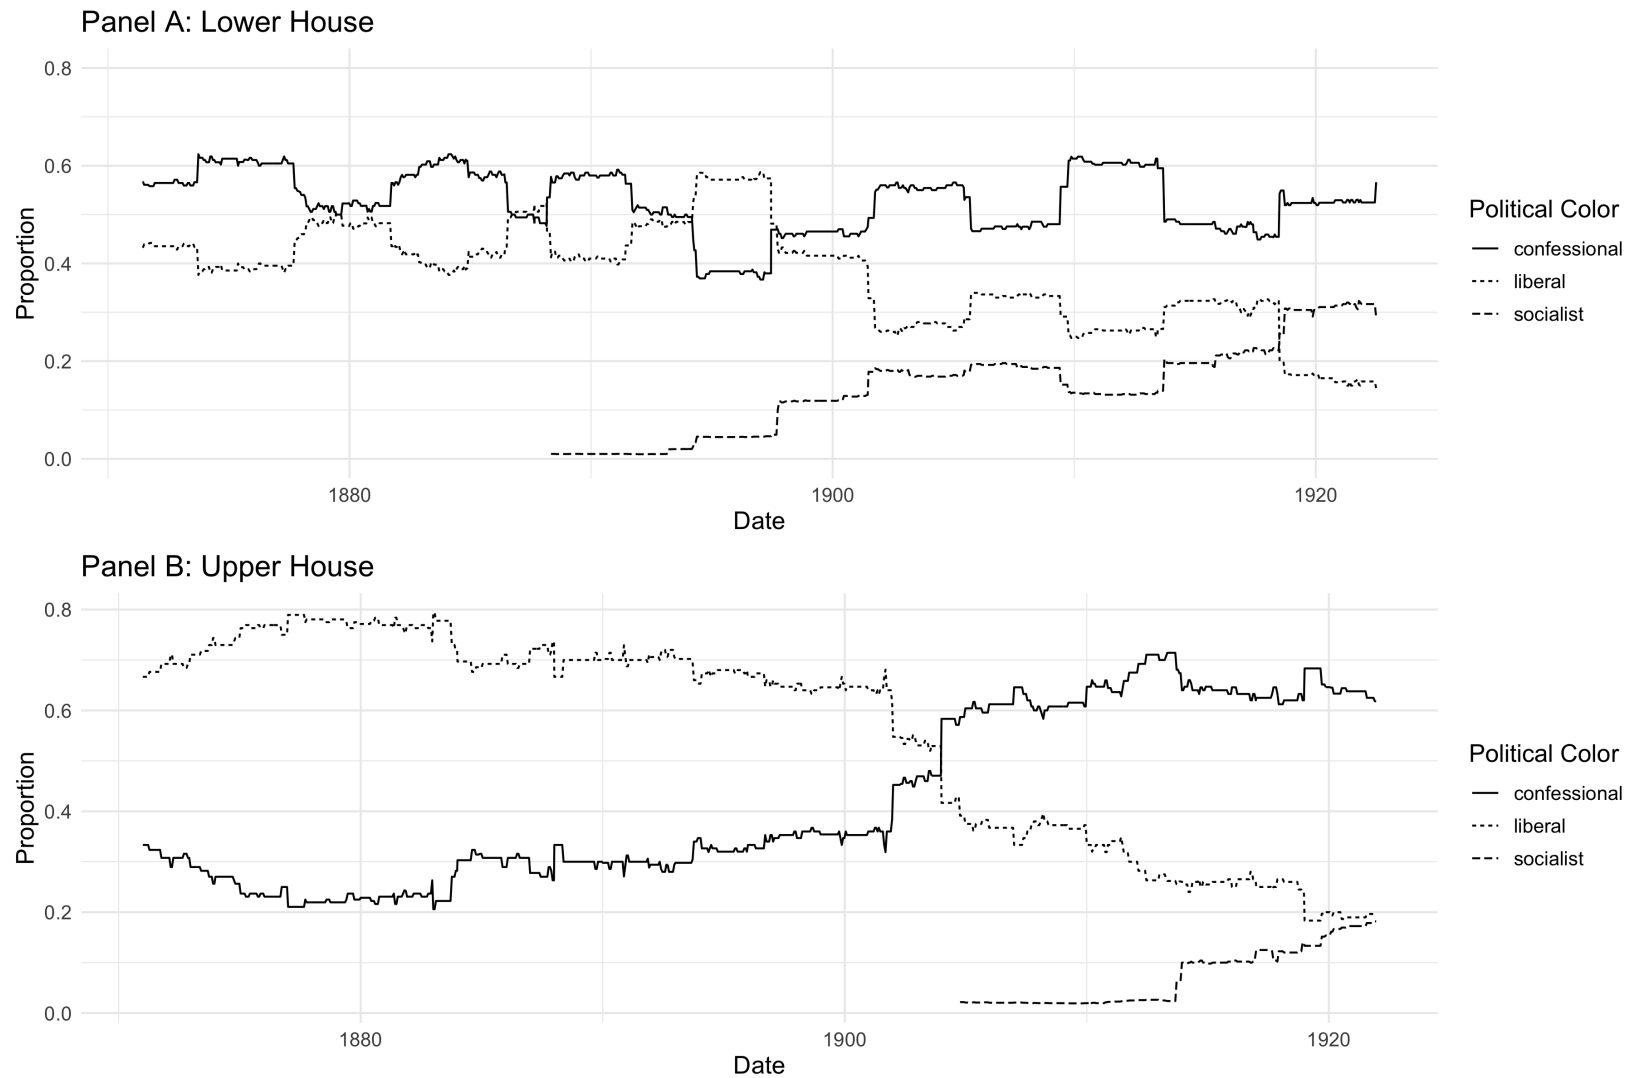 Panel A: Lower House
0.8
0.6
0.4
0.2
0.0
Proportion
1880
1900
1920
Date
Political Color
confessional
liberal
socialist
Panel B: Upper House
0.8
0.6
0.4
0.2
0.0
Proportion
1880
1900
1920
Date
Political Color
confessional
liberal
socialist